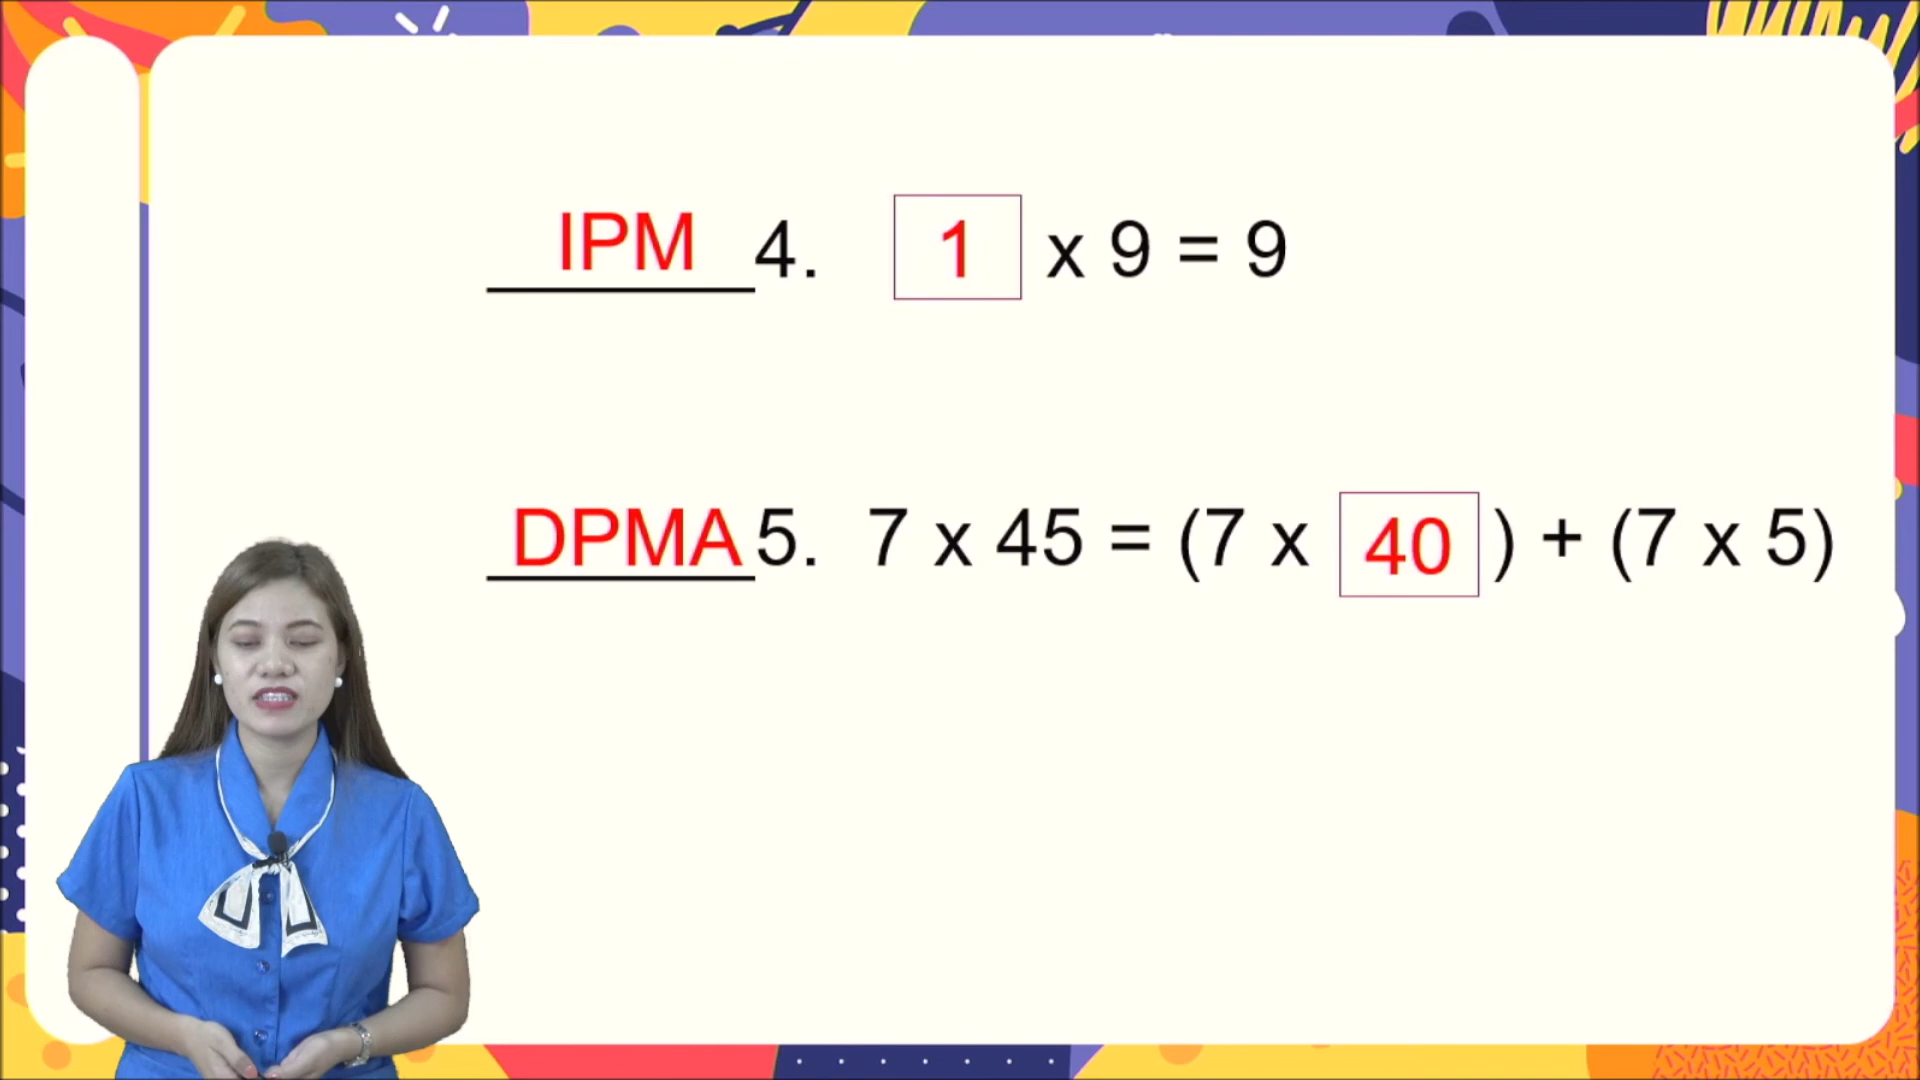 IPM 4. 1 x 9 = 9
DPMA 5. 7 x 45 = (7 x 40 ) + (7 x 5)